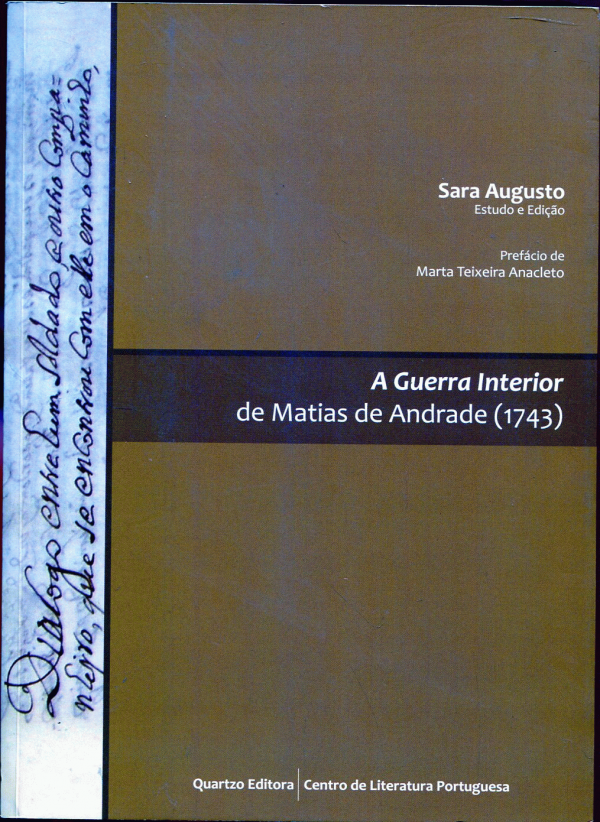 Dialogo entre hum Soldado e outro Compa=
nheiro, que se encontrou com elle em o Caminho,
Sara Augusto
Estudo e Edição
Prefácio de
Marta Teixeira Anacleto
A Guerra Interior
de Matias de Andrade (1743)
Quartzo Editora | Centro de Literatura Portuguesa